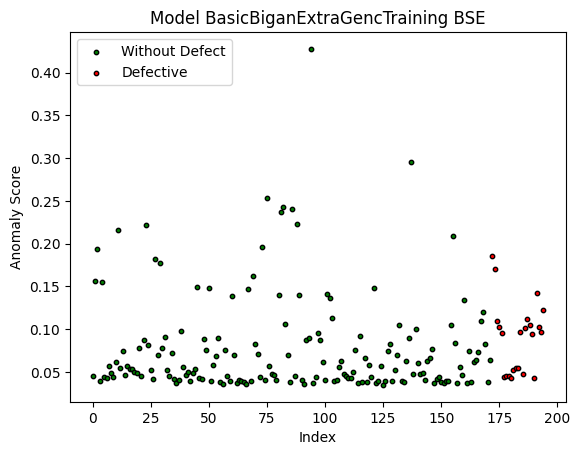 Model BasicBiganExtraGencTraining BSE
Without Defect
Defective
Anomaly Score
0.40
0.35
0.30
0.25
0.20
0.15
0.10
0.05
0 25 50 75 100 125 150 175 200
Index